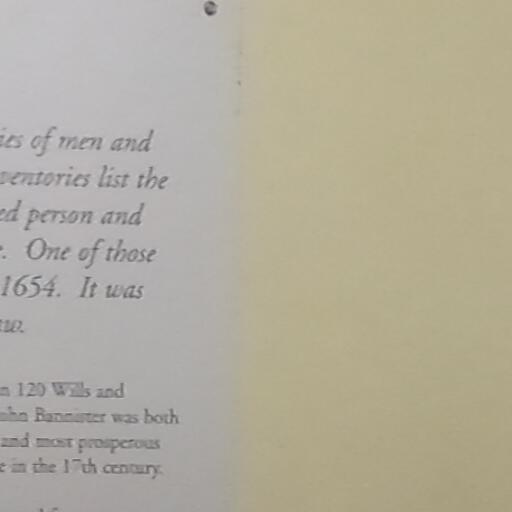 ies of men and
ventories list the
ed person and
. One of those
1654. It was
w.
n 120 Wills and
ohn Bannister was both
and most prosperous
e in the 17th century.